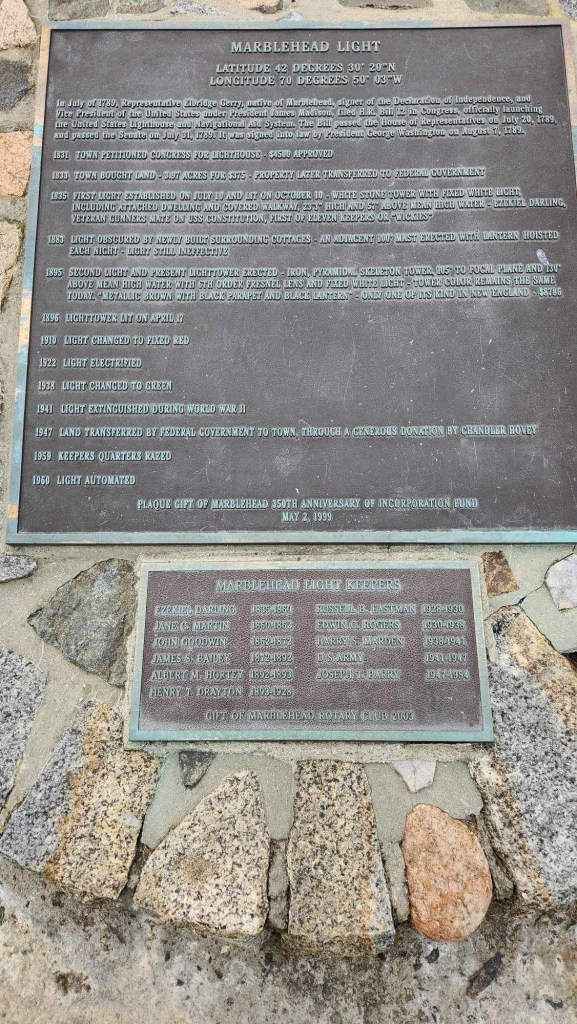 MARBLEHEAD LIGHT
LATITUDE 42 DEGREES 30' 20"N
LONGITUDE 70 DEGREES 50' 03"W
In July of 1789, Representative Elbridge Gerry, native of Marblehead, signer of the Declaration of Independence, and
Vice President of the United States under President James Madison, filed H.R. Bill 12 in Congress, officially launching
the United States Lighthouse and Navigational Aid System. The Bill passed the House of Representatives on July 20, 1789,
and passed the Senate on July 31, 1789. It was signed into law by President George Washington on August 7, 1789.
1831 TOWN PETITIONED CONGRESS FOR LIGHTHOUSE - $4500 APPROVED
1833 TOWN BOUGHT LAND - 3.97 ACRES FOR $375 - PROPERTY LATER TRANSFERRED TO FEDERAL GOVERNMENT
1835 FIRST LIGHT ESTABLISHED ON JULY 10 AND LIT ON OCTOBER 10 - WHITE STONE TOWER WITH FIXED WHITE LIGHT,
INCLUDING ATTACHED DWELLING AND COVERED WALKWAY, 23'3" HIGH AND 57' ABOVE MEAN HIGH WATER - EZEKIEL DARLING,
VETERAN GUNNERS MATE ON USS CONSTITUTION, FIRST OF ELEVEN KEEPERS OR "WICKIES"
1883 LIGHT OBSCURED BY NEWLY BUILT SURROUNDING COTTAGES - AN ADJACENT 100' MAST ERECTED WITH LANTERN HOISTED
EACH NIGHT - LIGHT STILL INEFFECTIVE
1895 SECOND LIGHT AND PRESENT LIGHTTOWER ERECTED - IRON, PYRAMIDAL SKELETON TOWER, 105' TO FOCAL PLANE AND 130'
ABOVE MEAN HIGH WATER WITH 6TH ORDER FRESNEL LENS AND FIXED WHITE LIGHT - TOWER COLOR REMAINS THE SAME
TODAY, "METALLIC BROWN WITH BLACK PARAPET AND BLACK LANTERN" - ONLY ONE OF ITS KIND IN NEW ENGLAND - $8786
1896 LIGHTTOWER LIT ON APRIL 17
1910 LIGHT CHANGED TO FIXED RED
1922 LIGHT ELECTRIFIED
1938 LIGHT CHANGED TO GREEN
1941 LIGHT EXTINGUISHED DURING WORLD WAR II
1947 LAND TRANSFERRED BY FEDERAL GOVERNMENT TO TOWN, THROUGH A GENEROUS DONATION BY CHANDLER HOVEY
1959 KEEPERS QUARTERS RAZED
1960 LIGHT AUTOMATED
PLAQUE GIFT OF MARBLEHEAD 350TH ANNIVERSARY OF INCORPORATION FUND
MAY 2, 1999
MARBLEHEAD LIGHT KEEPERS
EZEKIEL DARLING 1835-1860 RUSSELL B. EASTMAN 1928-1930
JANE C. MARTIN 1860-1862 EDWIN C. ROGERS 1930-1938
JOHN GOODWIN 1862-1872 HARRY S. MARDEN 1938-1941
JAMES S. BAILEY 1872-1892 U S ARMY 1941-1947
ALBERT M. HORTEY 1892-1893 JOSEPH T. BARRY 1947-1954
HENRY T. DRAYTON 1893-1928
GIFT OF MARBLEHEAD ROTARY CLUB 2003